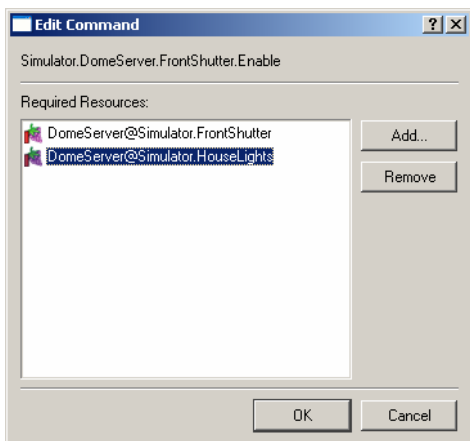 Edit Command
Simulator.DomeServer.FrontShutter.Enable
Required Resources:
DomeServer@Simulator.FrontShutter
DomeServer@Simulator.HouseLights
Add...
Remove
OK
Cancel